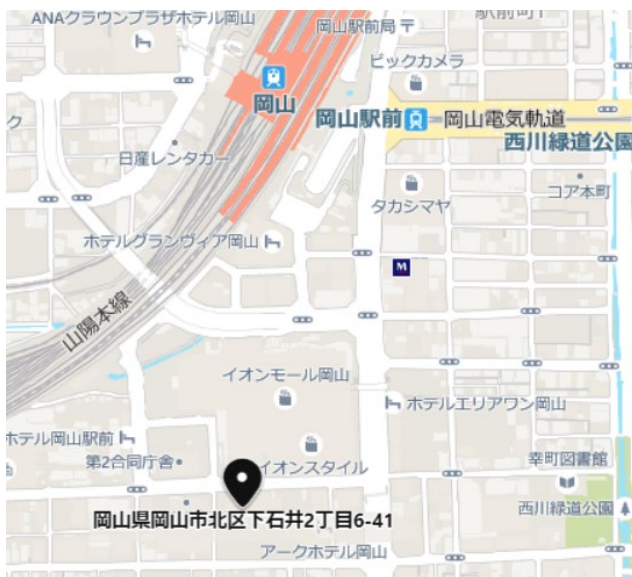 ANAクラウンプラザホテル岡山
岡山駅前局〒
駅前町1
ビックカメラ
岡山
岡山駅前
岡山電気軌道
西川緑道公園
ク
日産レンタカー
コア本町
タカシマヤ
ホテルグランヴィア岡山
M
山陽本線
イオンモール岡山
ホテルエリアワン岡山
ホテル岡山駅前
第2合同庁舎
イオンスタイル
幸町図書館
西川緑道公園
岡山県岡山市北区下石井2丁目6-41
アークホテル岡山